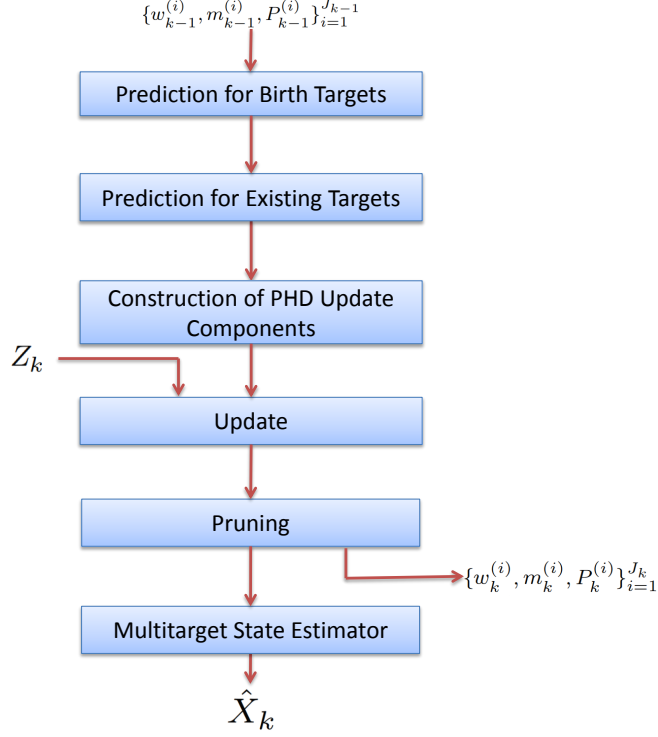 $\{w_{k-1}^{(i)}, m_{k-1}^{(i)}, P_{k-1}^{(i)}\}_{i=1}^{J_{k-1}}$
Prediction for Birth Targets
Prediction for Existing Targets
Construction of PHD Update
Components
$Z_k$
Update
Pruning
$\{w_k^{(i)}, m_k^{(i)}, P_k^{(i)}\}_{i=1}^{J_k}$
Multitarget State Estimator
$\hat{X}_k$